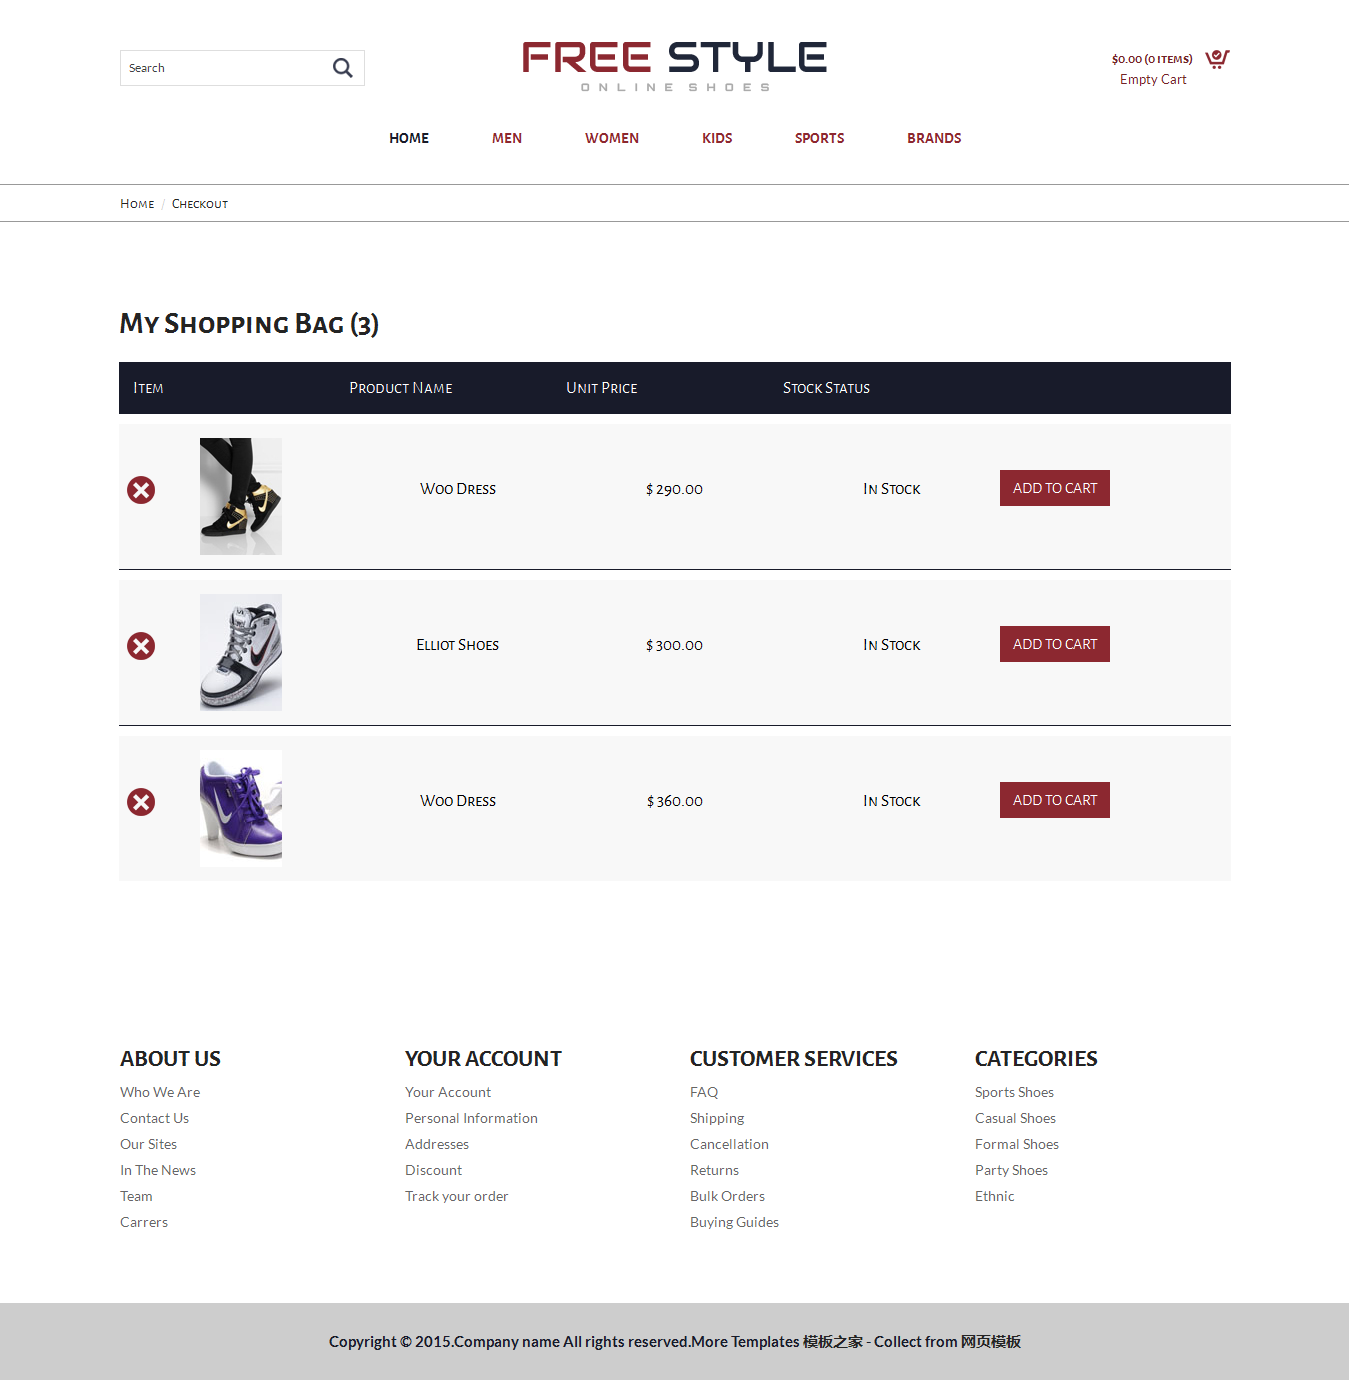 Search
FREE STYLE
ONLINE SHOES
$0.00 (0 items)
Empty Cart
HOME MEN WOMEN KIDS SPORTS BRANDS
Home / Checkout
My Shopping Bag (3)
Item Product Name Unit Price Stock Status
Woo Dress $ 290.00 In Stock ADD TO CART
Elliot Shoes $ 300.00 In Stock ADD TO CART
Woo Dress $ 360.00 In Stock ADD TO CART
ABOUT US
Who We Are
Contact Us
Our Sites
In The News
Team
Carrers
YOUR ACCOUNT
Your Account
Personal Information
Addresses
Discount
Track your order
CUSTOMER SERVICES
FAQ
Shipping
Cancellation
Returns
Bulk Orders
Buying Guides
CATEGORIES
Sports Shoes
Casual Shoes
Formal Shoes
Party Shoes
Ethnic
Copyright © 2015.Company name All rights reserved.More Templates 模板之家 - Collect from 网页模板